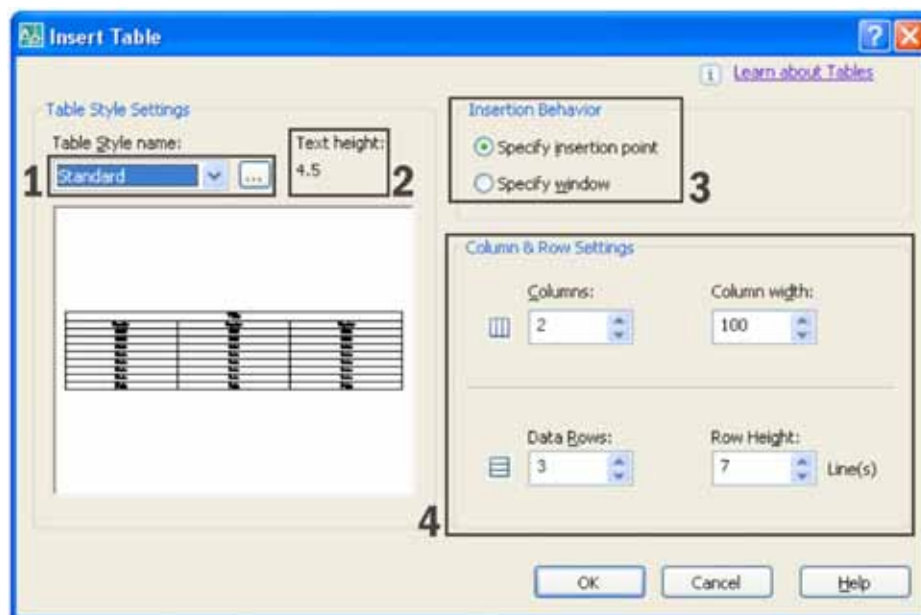 Insert Table
Learn about Tables
Table Style Settings
Table Style name:
Standard
...
1
Text height:
4.5
2
Insertion Behavior
Specify insertion point
Specify window
3
Column & Row Settings
Columns:
2
Column width:
100
Data Rows:
3
Row Height:
7
Line(s)
4
OK
Cancel
Help